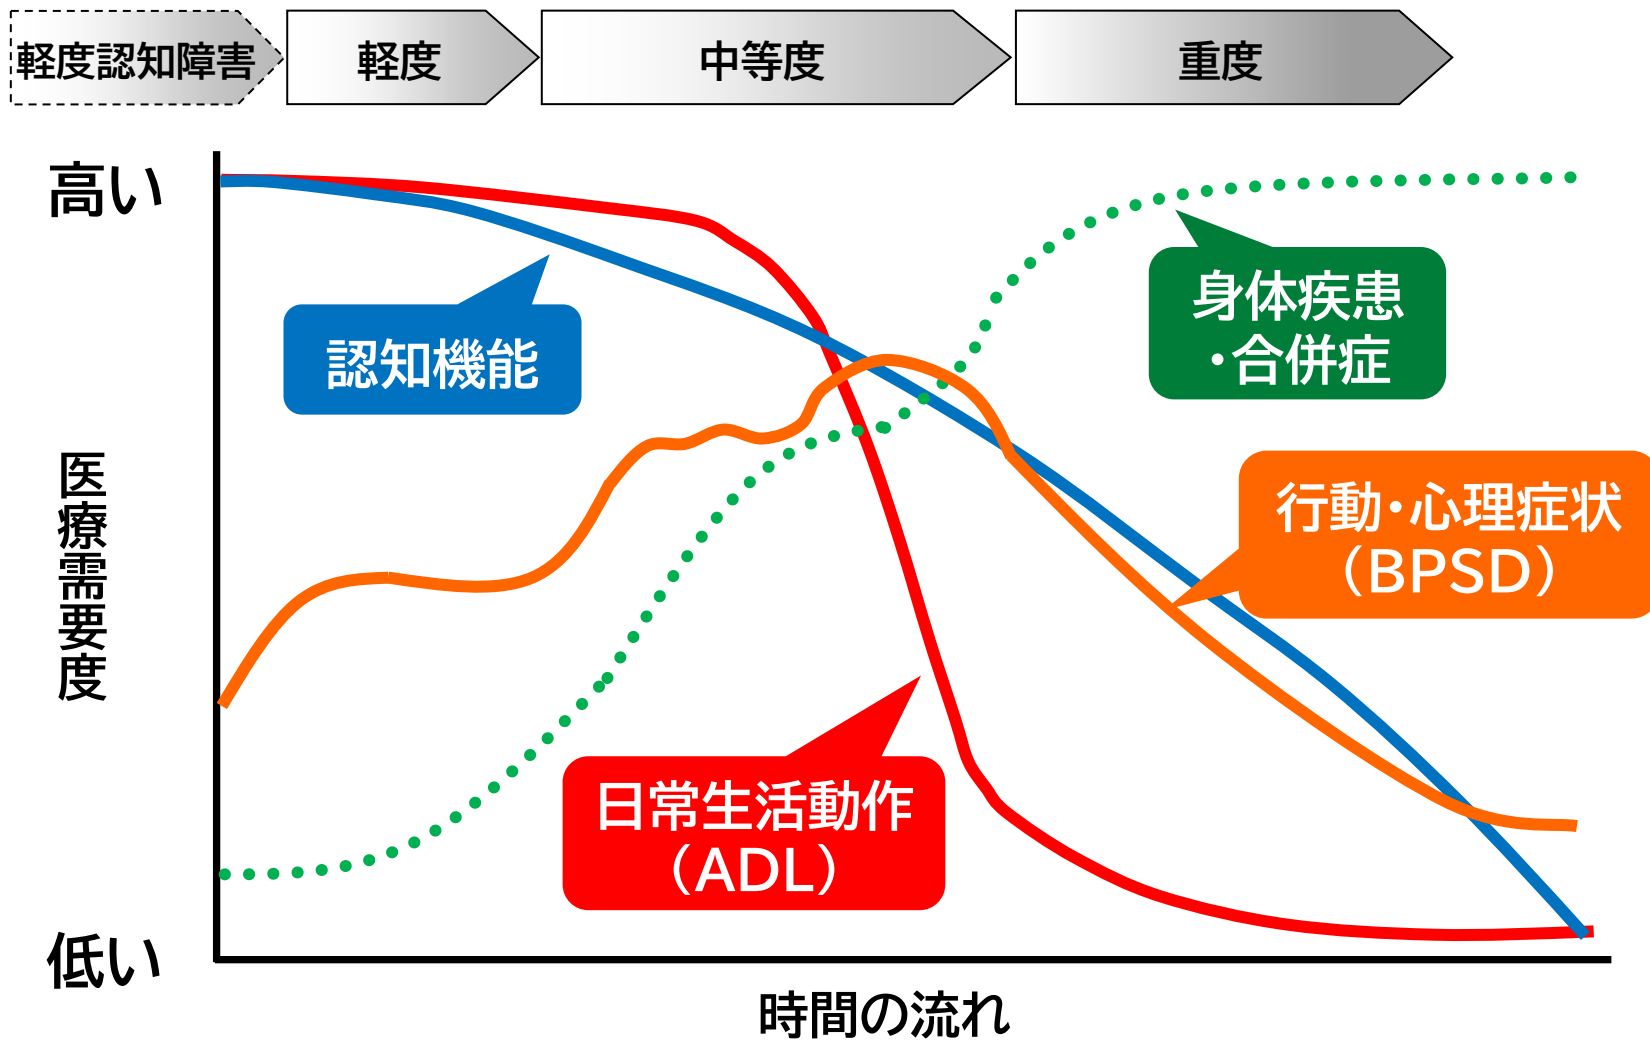 軽度認知障害
軽度
中等度
重度
高い
認知機能
身体疾患
・合併症
医療需要度
行動・心理症状
（BPSD）
日常生活動作
（ADL）
低い
時間の流れ